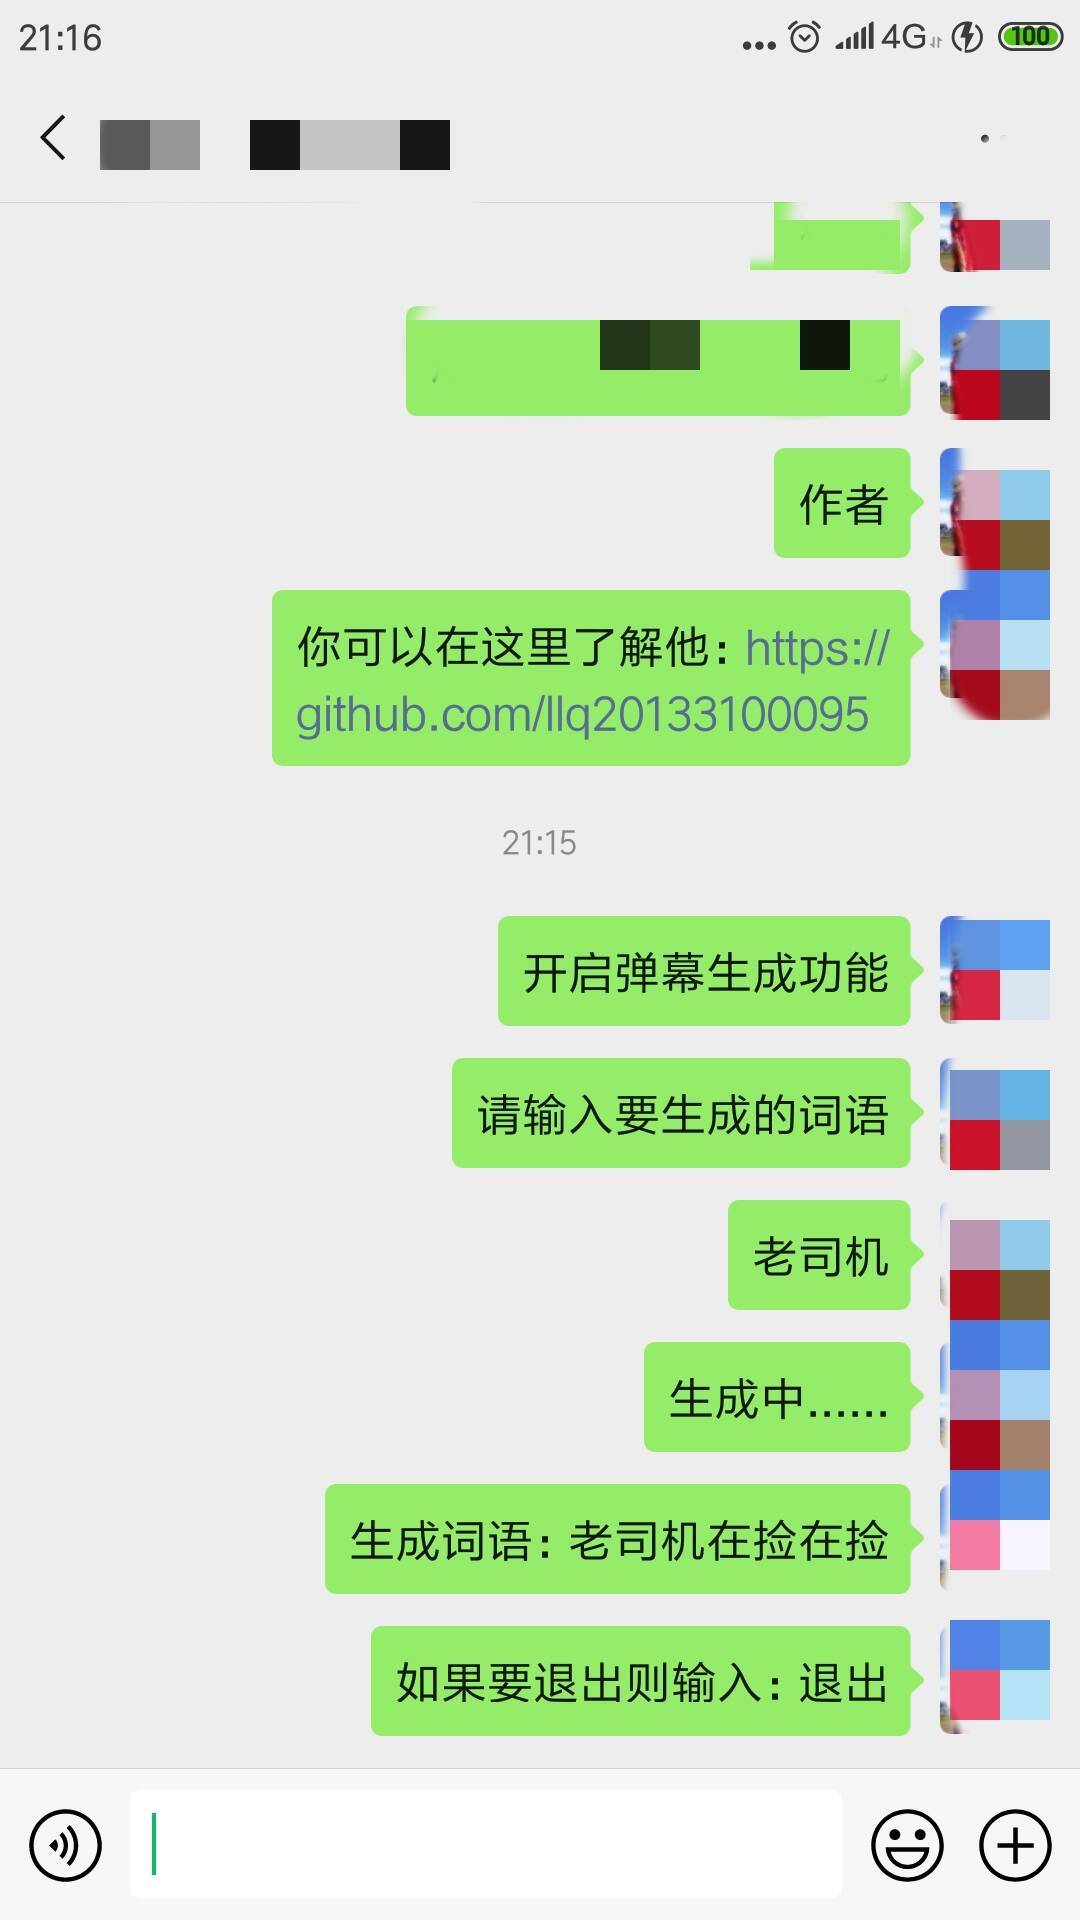 21:16
4G
100
作者
你可以在这里了解他：https://
github.com/llq20133100095
21:15
开启弹幕生成功能
请输入要生成的词语
老司机
生成中......
生成词语：老司机在捡在捡
如果要退出则输入：退出